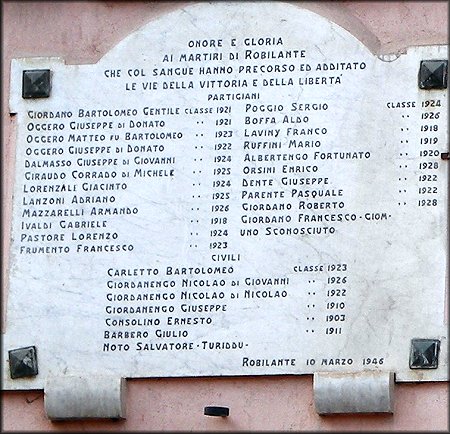 ONORE E GLORIA
AI MARTIRI DI ROBILANTE
CHE COL SANGUE HANNO PRECORSO ED ADDITATO
LE VIE DELLA VITTORIA E DELLA LIBERTA'
PARTIGIANI
GIORDANO BARTOLOMEO GENTILE CLASSE 1921
OGGERO GIUSEPPE DI DONATO '' 1921
OGGERO MATTEO FU BARTOLOMEO '' 1923
OGGERO GIUSEPPE DI DONATO '' 1922
DALMASSO GIUSEPPE DI GIOVANNI '' 1924
GIRAUDO CORRADO DI MICHELE '' 1925
LORENZALI GIACINTO '' 1924
LANZONI ADRIANO '' 1925
MAZZARELLI ARMANDO '' 1926
IVALDI GABRIELE '' 1918
PASTORE LORENZO '' 1924
FRUMENTO FRANCESCO '' 1923
POGGIO SERGIO CLASSE 1924
BOFFA ALDO '' 1926
LAVINY FRANCO '' 1918
RUFFINI MARIO '' 1919
ALBERTENGO FORTUNATO '' 1920
ORSINI ENRICO '' 1928
DENTE GIUSEPPE '' 1922
PARENTE PASQUALE '' 1922
GIORDANO ROBERTO '' 1928
GIORDANO FRANCESCO -GIOM-
UNO SCONOSCIUTO
CIVILI
CARLETTO BARTOLOMEO CLASSE 1923
GIORDANENGO NICOLAO DI GIOVANNI '' 1926
GIORDANENGO NICOLAO DI NICOLAO '' 1922
GIORDANENGO GIUSEPPE '' 1910
CONSOLINO ERNESTO '' 1903
BARBERO GIULIO '' 1911
NOTO SALVATORE -TURIDDU-
ROBILANTE 10 MARZO 1946